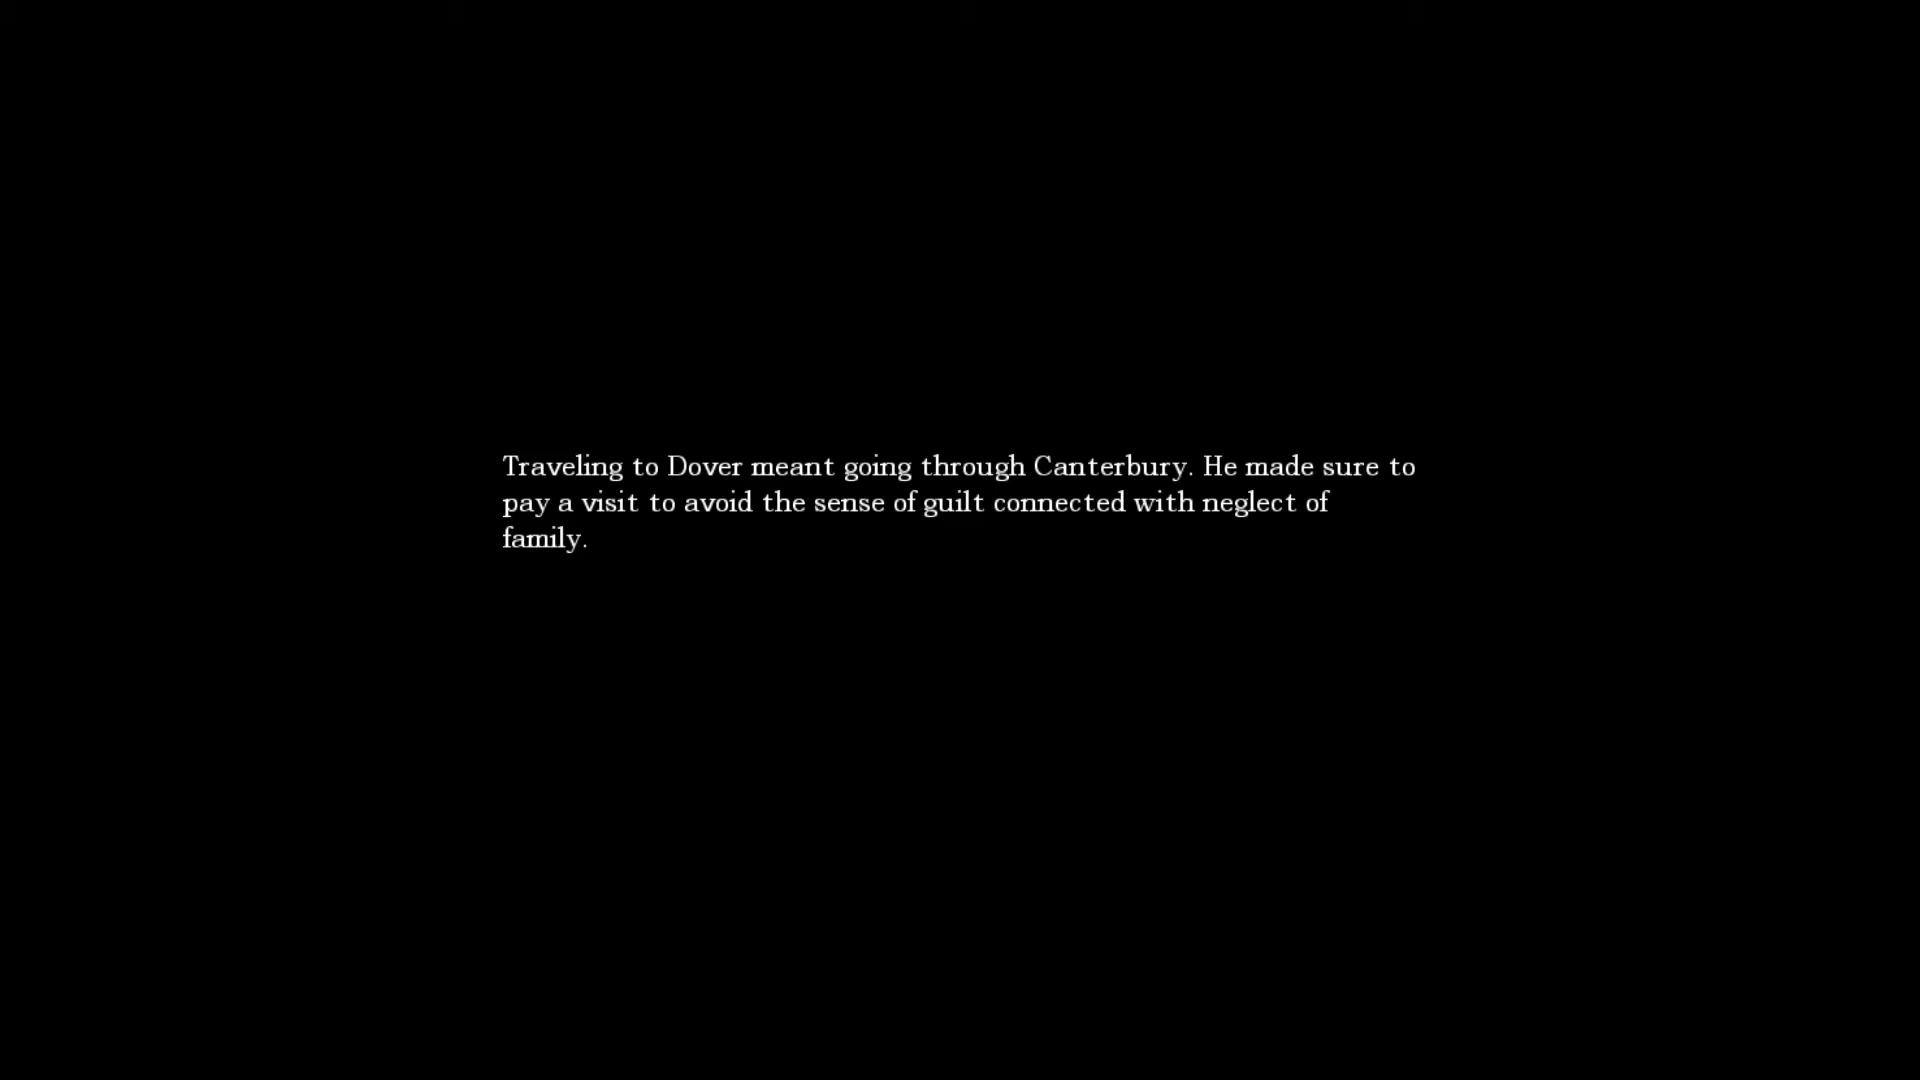 Traveling to Dover meant going through Canterbury. He made sure to
pay a visit to avoid the sense of guilt connected with neglect of
family.